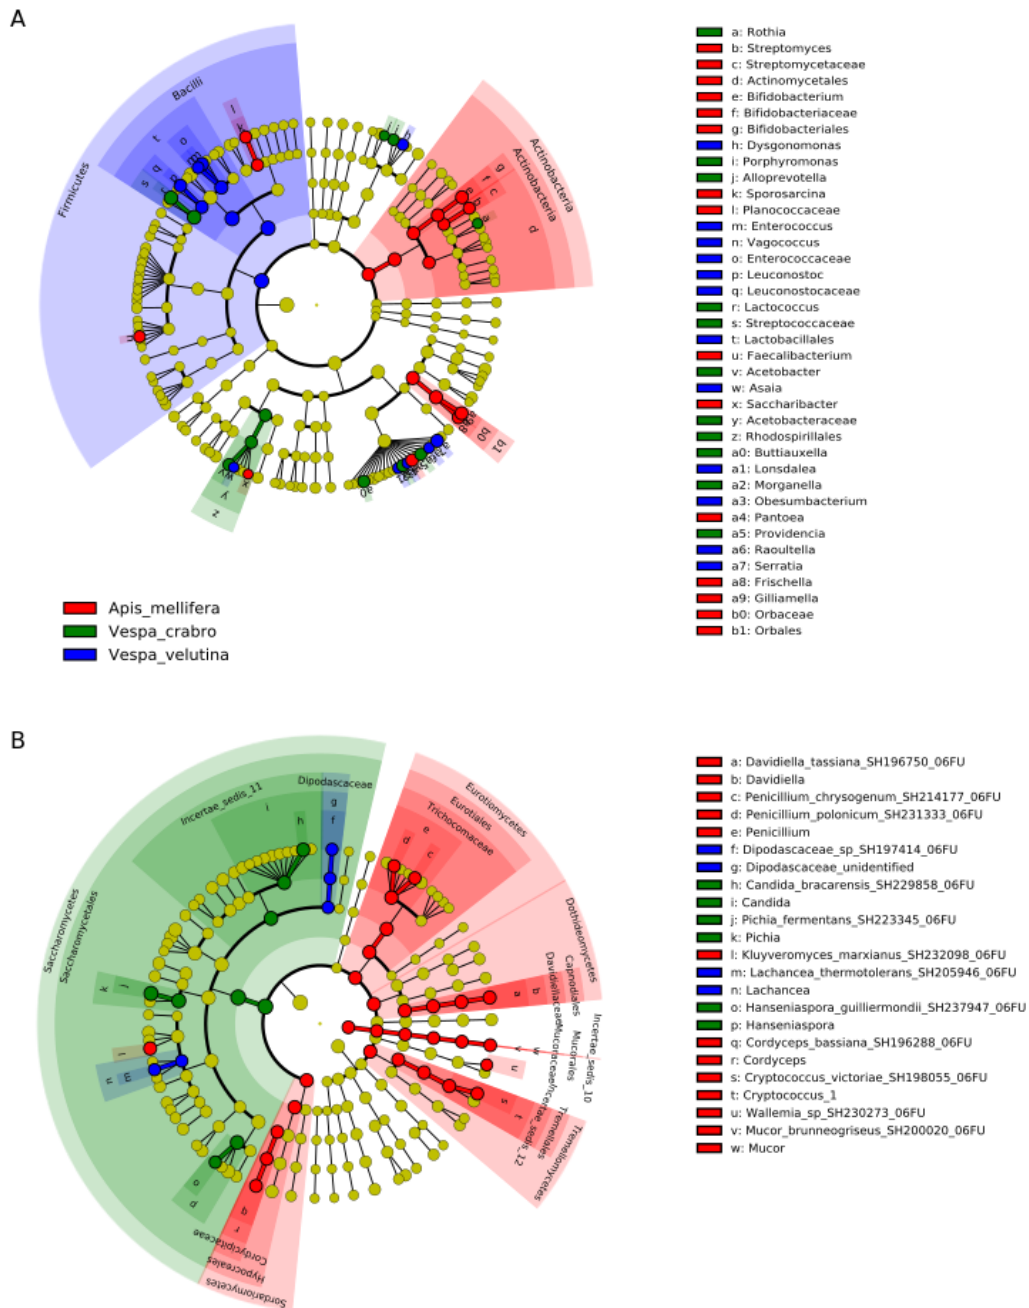 A
Firmicutes
Bacilli
Actinobacteria
Actinobacteria
l
k
t
o
q
s
g
f
c
d
a
u
w
y
x
z
a0
b0
b1
a: Rothia
b: Streptomyces
c: Streptomycetaceae
d: Actinomycetales
e: Bifidobacterium
f: Bifidobacteriaceae
g: Bifidobacteriales
h: Dysgonomonas
i: Porphyromonas
j: Alloprevotella
k: Sporosarcina
l: Planococcaceae
m: Enterococcus
n: Vagococcus
o: Enterococcaceae
p: Leuconostoc
q: Leuconostocaceae
r: Lactococcus
s: Streptococcaceae
t: Lactobacillales
u: Faecalibacterium
v: Acetobacter
w: Asaia
x: Saccharibacter
y: Acetobacteraceae
z: Rhodospirillales
a0: Buttiauxella
a1: Lonsdalea
a2: Morganella
a3: Obesumbacterium
a4: Pantoea
a5: Providencia
a6: Raoultella
a7: Serratia
a8: Frischella
a9: Gilliamella
b0: Orbaceae
b1: Orbales
Apis_mellifera
Vespa_crabro
Vespa_velutina
B
Saccharomycetes
Saccharomycetales
Incertae_sedis_11
Dipodascaceae
Eurotiomycetes
Eurotiales
Trichocomaceae
Dothideomycetes
Capnodiales
Davidiellaceae
Incertae_sedis_10
Mucorales
Mucoraceae
Incertae_sedis_12
Tremellales
Tremellomycetes
Cordycipitaceae
Hypocreales
Sordariomycetes
i
h
g
f
e
d
c
a
b
v
w
u
s
t
k
j
l
m
n
o
p
q
r
a: Davidiella_tassiana_SH196750_06FU
b: Davidiella
c: Penicillium_chrysogenum_SH214177_06FU
d: Penicillium_polonicum_SH231333_06FU
e: Penicillium
f: Dipodascaceae_sp_SH197414_06FU
g: Dipodascaceae_unidentified
h: Candida_bracarensis_SH229858_06FU
i: Candida
j: Pichia_fermentans_SH223345_06FU
k: Pichia
l: Kluyveromyces_marxianus_SH232098_06FU
m: Lachancea_thermotolerans_SH205946_06FU
n: Lachancea
o: Hanseniaspora_guilliermondii_SH237947_06FU
p: Hanseniaspora
q: Cordyceps_bassiana_SH196288_06FU
r: Cordyceps
s: Cryptococcus_victoriae_SH198055_06FU
t: Cryptococcus_1
u: Wallemia_sp_SH230273_06FU
v: Mucor_brunneogriseus_SH200020_06FU
w: Mucor